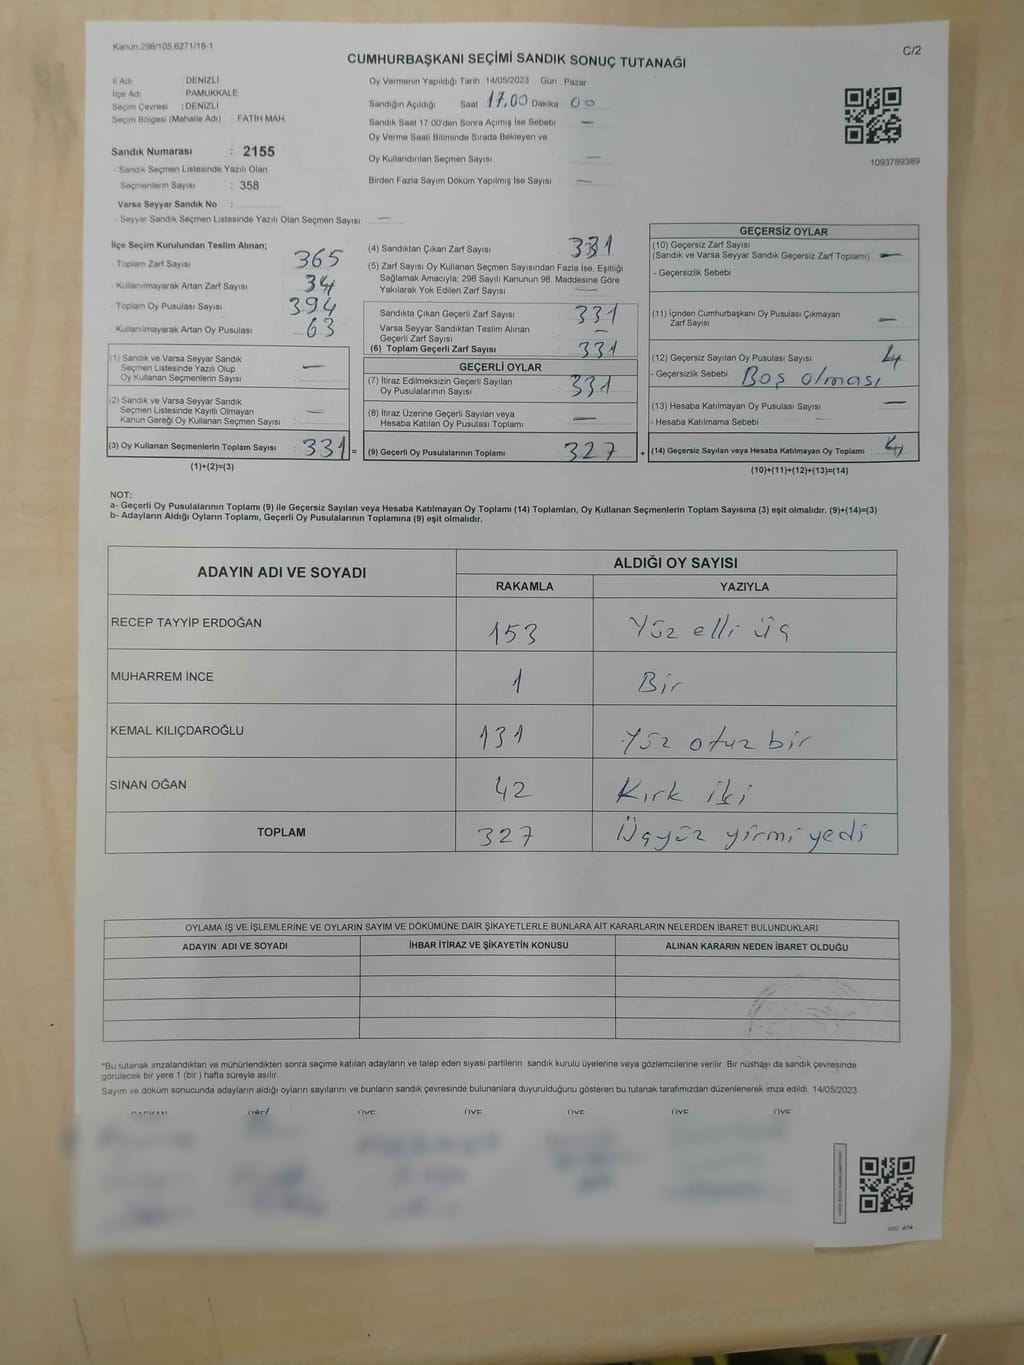 Kanun 298/105,6271/18-1
C/2
CUMHURBAŞKANI SEÇİMİ SANDIK SONUÇ TUTANAĞI
İl Adı : DENİZLİ
İlçe Adı : PAMUKKALE
Seçim Çevresi : DENİZLİ
Seçim Bölgesi (Mahalle Adı) FATİH MAH
Sandık Numarası : 2155
- Sandık Seçmen Listesinde Yazılı Olan
Seçmenlerin Sayısı : 358
Varsa Seyyar Sandık No :
- Seyyar Sandık Seçmen Listesinde Yazılı Olan Seçmen Sayısı: —
Oy Vermenin Yapıldığı Tarih 14/05/2023 Gün Pazar
Sandığın Açıldığı Saat 17.00 Dakika 00
Sandık Saat 17:00'den Sonra Açımış İse Sebebi —
Oy Verme Saati Bitiminde Sırada Bekleyen ve
Oy Kullandırılan Seçmen Sayısı —
Birden Fazla Sayım Döküm Yapılmış İse Sayısı —
1093789389
İlçe Seçim Kurulundan Teslim Alınan;
- Toplam Zarf Sayısı 365
- Kullanılmayarak Artan Zarf Sayısı 34
- Toplam Oy Pusulası Sayısı 394
- Kullanılmayarak Artan Oy Pusulası 63
(1) Sandık ve Varsa Seyyar Sandık
Seçmen Listesinde Yazılı Olup
Oy Kullanan Seçmenlerin Sayısı —
(2) Sandık ve Varsa Seyyar Sandık
Seçmen Listesinde Kayıtlı Olmayan
Kanun Gereği Oy Kullanan Seçmen Sayısı —
(3) Oy Kullanan Seçmenlerin Toplam Sayısı 331 =
(1)+(2)=(3)
(4) Sandıktan Çıkan Zarf Sayısı 331
(5) Zarf Sayısı Oy Kullanan Seçmen Sayısından Fazla İse, Eşitliği
Sağlamak Amacıyla; 298 Sayılı Kanunun 98. Maddesine Göre
Yakılarak Yok Edilen Zarf Sayısı —
Sandıkta Çıkan Geçerli Zarf Sayısı 331
Varsa Seyyar Sandıktan Teslim Alınan
Geçerli Zarf Sayısı —
(6) Toplam Geçerli Zarf Sayısı 331
GEÇERLİ OYLAR
(7) İtiraz Edilmeksizin Geçerli Sayılan
Oy Pusulalarının Sayısı 331
(8) İtiraz Üzerine Geçerli Sayılan veya
Hesaba Katılan Oy Pusulası Toplamı —
(9) Geçerli Oy Pusulalarının Toplamı 327 +
GEÇERSİZ OYLAR
(10) Geçersiz Zarf Sayısı
(Sandık ve Varsa Seyyar Sandık Geçersiz Zarf Toplamı) —
- Geçersizlik Sebebi
(11) İçinden Cumhurbaşkanı Oy Pusulası Çıkmayan
Zarf Sayısı —
(12) Geçersiz Sayılan Oy Pusulası Sayısı 4
- Geçersizlik Sebebi Boş olması
(13) Hesaba Katılmayan Oy Pusulası Sayısı —
- Hesaba Katılmama Sebebi
(14) Geçersiz Sayılan veya Hesaba Katılmayan Oy Toplamı 4
(10)+(11)+(12)+(13)=(14)
NOT:
a- Geçerli Oy Pusulalarının Toplamı (9) ile Geçersiz Sayılan veya Hesaba Katılmayan Oy Toplamı (14) Toplamları, Oy Kullanan Seçmenlerin Toplam Sayısına (3) eşit olmalıdır. (9)+(14)=(3)
b- Adayların Aldığı Oyların Toplamı, Geçerli Oy Pusulalarının Toplamına (9) eşit olmalıdır.
ADAYIN ADI VE SOYADI
ALDIĞI OY SAYISI
RAKAMLA YAZIYLA
RECEP TAYYİP ERDOĞAN 153 Yüz elli üç
MUHARREM İNCE 1 Bir
KEMAL KILIÇDAROĞLU 131 Yüz otuz bir
SİNAN OĞAN 42 Kırk iki
TOPLAM 327 Üçyüz yirmi yedi
OYLAMA İŞ VE İŞLEMLERİNE VE OYLARIN SAYIM VE DÖKÜMÜNE DAİR ŞİKAYETLERLE BUNLARA AİT KARARLARIN NELERDEN İBARET BULUNDUKLARI
ADAYIN ADI VE SOYADI İHBAR İTİRAZ VE ŞİKAYETİN KONUSU ALINAN KARARIN NEDEN İBARET OLDUĞU
*Bu tutanak imzalandıktan ve mühürlendikten sonra seçime katılan adayların ve talep eden siyasi partilerin sandık kurulu üyelerine veya gözlemcilerine verilir. Bir nüshası da sandık çevresinde
görülecek bir yere 1 (bir ) hafta süreyle asılır.
Sayım ve döküm sonucunda adayların aldığı oyların sayılarını ve bunların sandık çevresinde bulunanlara duyurulduğunu gösteren bu tutanak tarafımızdan düzenlenerek imza edildi. 14/05/2023
BAŞKAN ÜYE ÜYE ÜYE ÜYE ÜYE